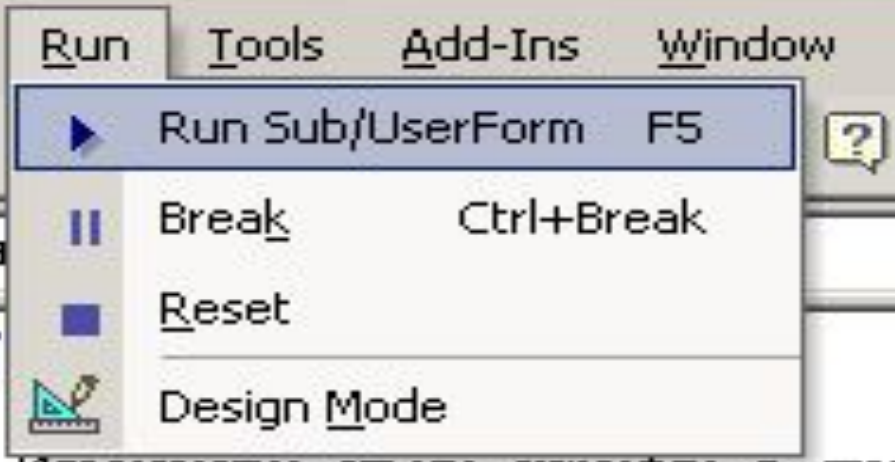 Run Tools Add-Ins Window
Run Sub/UserForm F5
?
Break Ctrl+Break
Reset
Design Mode